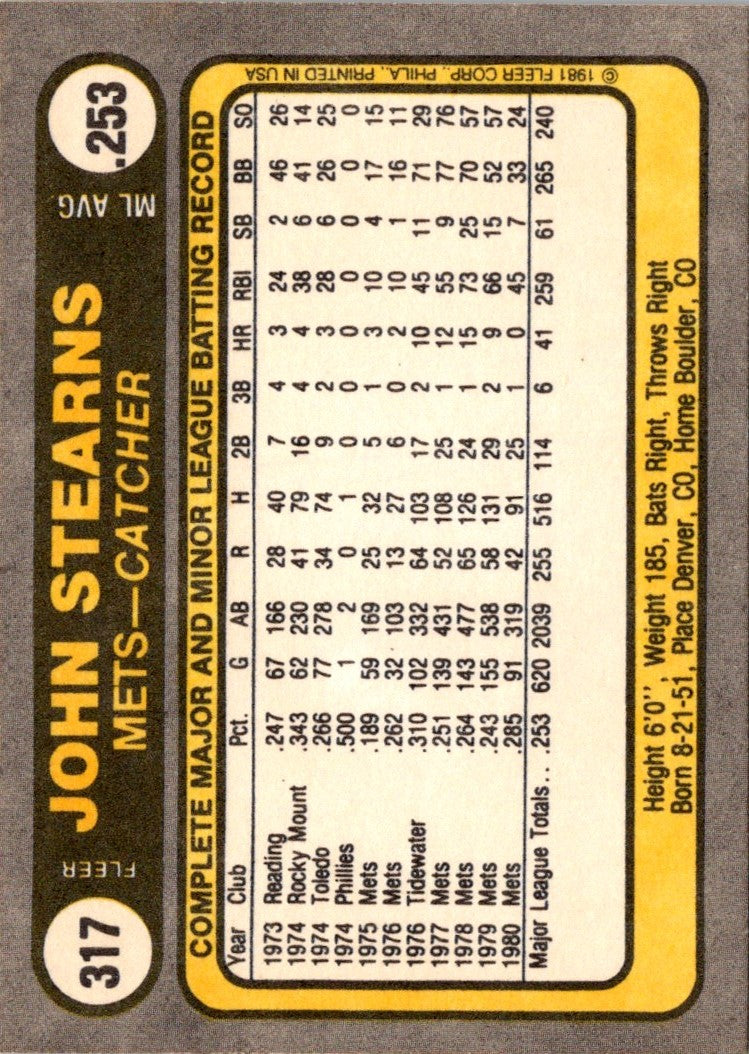 317 FLEER JOHN STEARNS ML AVG .253
METS—CATCHER
COMPLETE MAJOR AND MINOR LEAGUE BATTING RECORD
Year Club Pct. G AB R H 2B 3B HR RBI SB BB SO
1973 Reading .247 67 166 28 40 7 4 3 24 2 46 26
1974 Rocky Mount .343 62 230 41 79 16 4 4 38 6 41 14
1974 Toledo .266 77 278 34 74 9 2 3 28 6 26 25
1974 Phillies .500 1 2 0 1 0 0 0 0 0 0 0
1975 Mets .189 59 169 25 32 5 1 3 10 4 17 15
1976 Mets .262 32 103 13 27 6 0 2 10 1 16 11
1976 Tidewater .310 102 332 64 103 17 2 10 45 11 71 29
1977 Mets .251 139 431 52 108 25 1 12 55 9 77 76
1978 Mets .264 143 477 65 126 24 1 15 73 25 70 57
1979 Mets .243 155 538 58 131 29 2 9 66 15 52 57
1980 Mets .285 91 319 42 91 25 1 0 45 7 33 24
Major League Totals... .253 620 2039 255 516 114 6 41 259 61 265 240
Height 6'0'', Weight 185, Bats Right, Throws Right
Born 8-21-51, Place Denver, CO, Home Boulder, CO
© 1981 FLEER CORP., PHILA., PRINTED IN USA